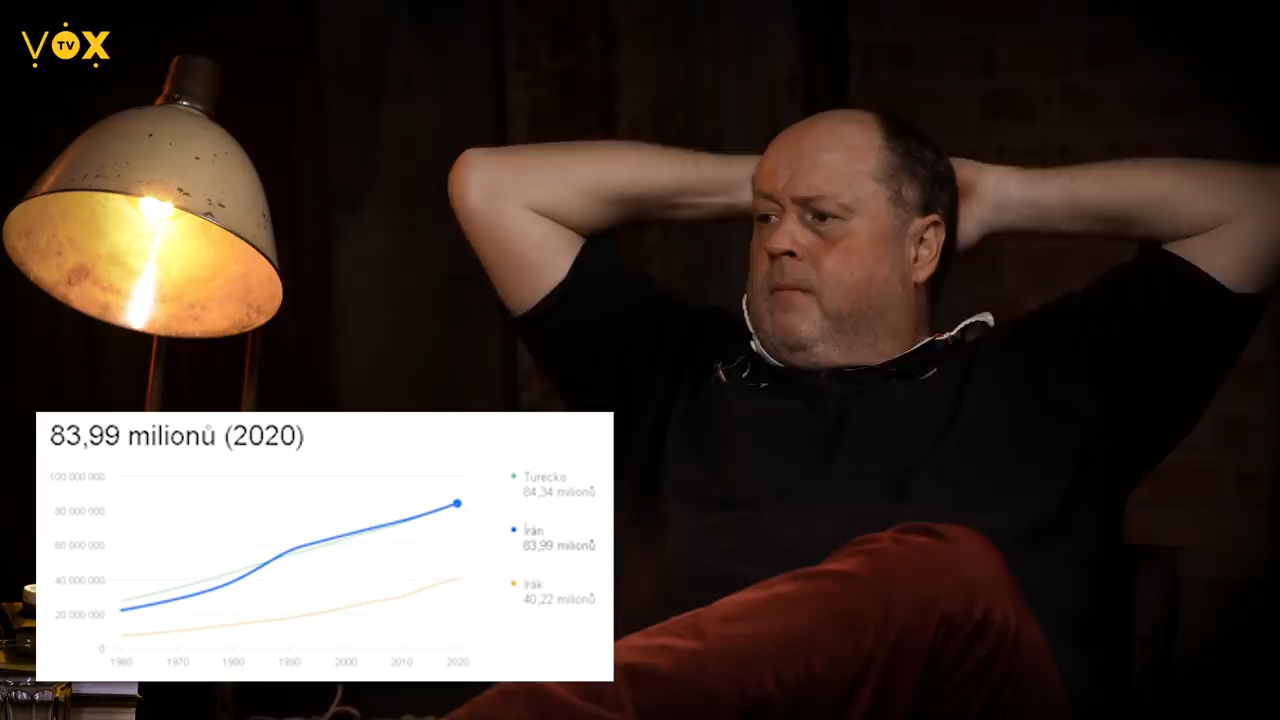 VOX
TV
83,99 milionů (2020)
100 000 000
80 000 000
60 000 000
40 000 000
20 000 000
0
1960 1970 1980 1990 2000 2010 2020
Turecko
84,34 milionů
Írán
83,99 milionů
Irák
40,22 milionů